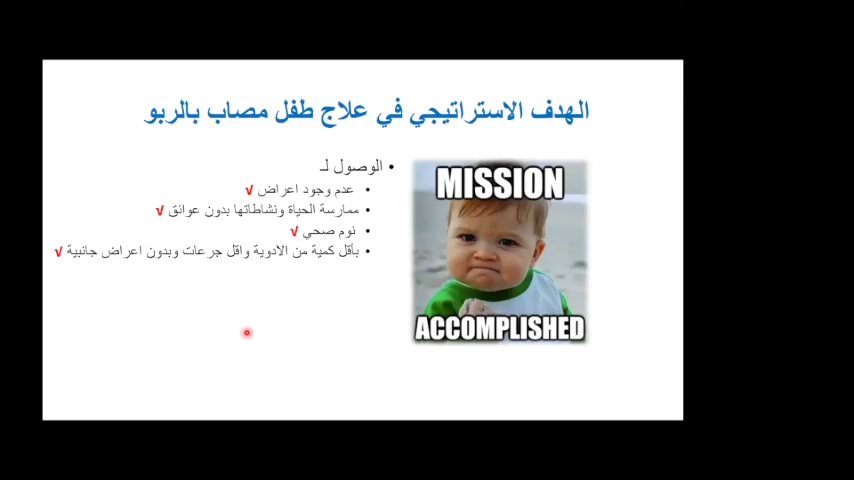 الهدف الاستراتيجي في علاج طفل مصاب بالربو
• الوصول لـ
• عدم وجود اعراض √
• ممارسة الحياة ونشاطاتها بدون عوائق √
• نوم صحي √
• بأقل كمية من الادوية واقل جرعات وبدون اعراض جانبية √
MISSION
ACCOMPLISHED